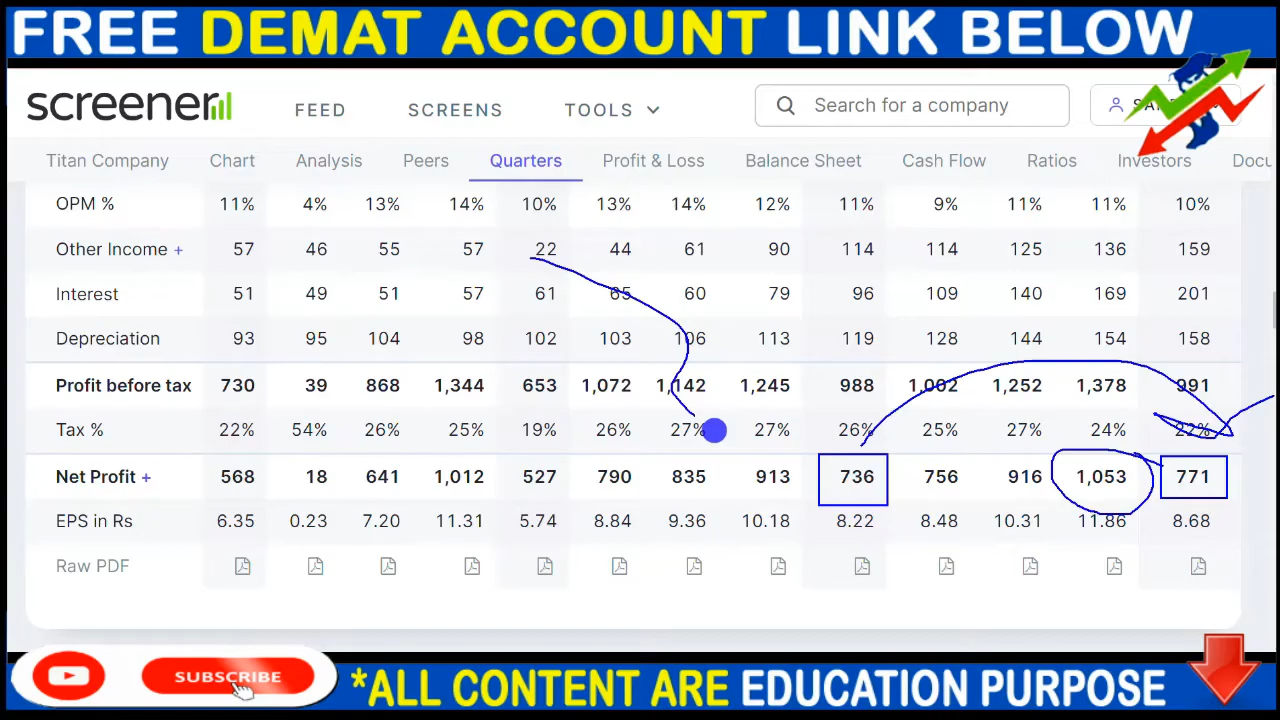 FREE DEMAT ACCOUNT LINK BELOW
screener FEED SCREENS TOOLS Search for a company
Titan Company Chart Analysis Peers Quarters Profit & Loss Balance Sheet Cash Flow Ratios Investors Docu
OPM % 11% 4% 13% 14% 10% 13% 14% 12% 11% 9% 11% 11% 10%
Other Income + 57 46 55 57 22 44 61 90 114 114 125 136 159
Interest 51 49 51 57 61 65 60 79 96 109 140 169 201
Depreciation 93 95 104 98 102 103 106 113 119 128 144 154 158
Profit before tax 730 39 868 1,344 653 1,072 1,142 1,245 988 1,002 1,252 1,378 991
Tax % 22% 54% 26% 25% 19% 26% 27% 27% 26% 25% 27% 24% 22%
Net Profit + 568 18 641 1,012 527 790 835 913 736 756 916 1,053 771
EPS in Rs 6.35 0.23 7.20 11.31 5.74 8.84 9.36 10.18 8.22 8.48 10.31 11.86 8.68
Raw PDF
SUBSCRIBE
*ALL CONTENT ARE EDUCATION PURPOSE